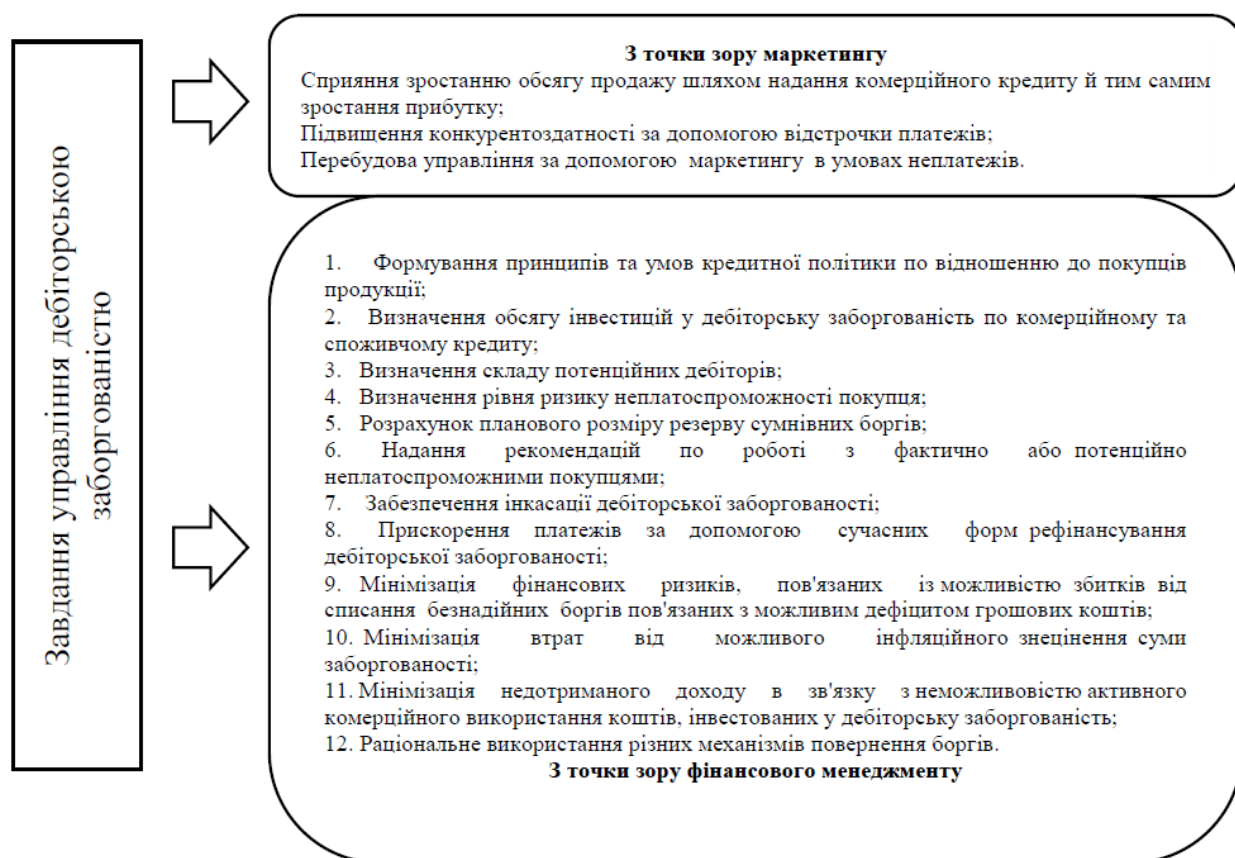 Завдання управління дебіторською
заборгованістю
З точки зору маркетингу
Сприяння зростанню обсягу продажу шляхом надання комерційного кредиту й тим самим
зростання прибутку;
Підвищення конкурентоздатності за допомогою відстрочки платежів;
Перебудова управління за допомогою маркетингу в умовах неплатежів.
1. Формування принципів та умов кредитної політики по відношенню до покупців
продукції;
2. Визначення обсягу інвестицій у дебіторську заборгованість по комерційному та
споживчому кредиту;
3. Визначення складу потенційних дебіторів;
4. Визначення рівня ризику неплатоспроможності покупця;
5. Розрахунок планового розміру резерву сумнівних боргів;
6. Надання рекомендацій по роботі з фактично або потенційно
неплатоспроможними покупцями;
7. Забезпечення інкасації дебіторської заборгованості;
8. Прискорення платежів за допомогою сучасних форм рефінансування
дебіторської заборгованості;
9. Мінімізація фінансових ризиків, пов'язаних із можливістю збитків від
списання безнадійних боргів пов'язаних з можливим дефіцитом грошових коштів;
10. Мінімізація втрат від можливого інфляційного знецінення суми
заборгованості;
11. Мінімізація недотриманого доходу в зв'язку з неможливовістю активного
комерційного використання коштів, інвестованих у дебіторську заборгованість;
12. Раціональне використання різних механізмів повернення боргів.
З точки зору фінансового менеджменту